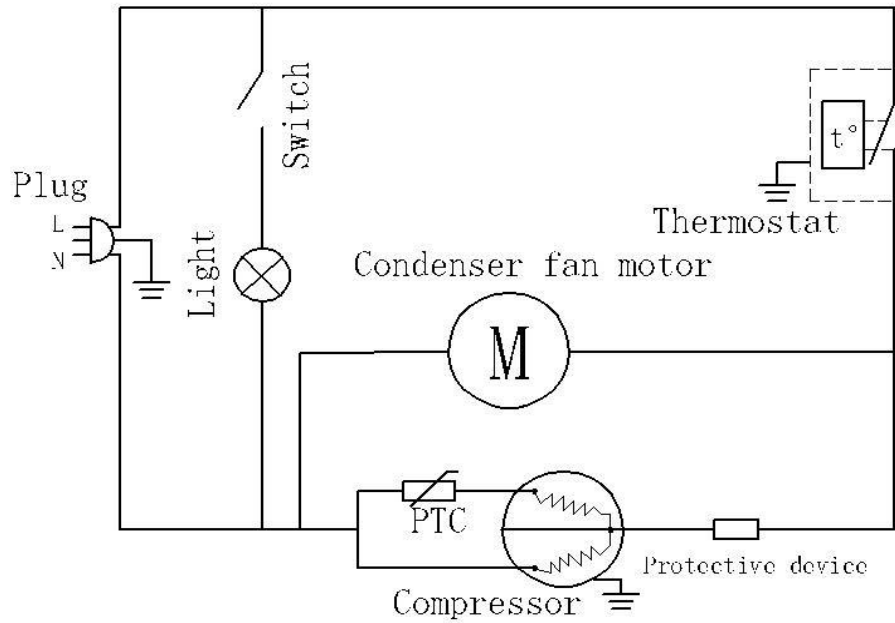 Plug
L
N
Switch
Light
t°
Thermostat
Condenser fan motor
M
PTC
Protective device
Compressor